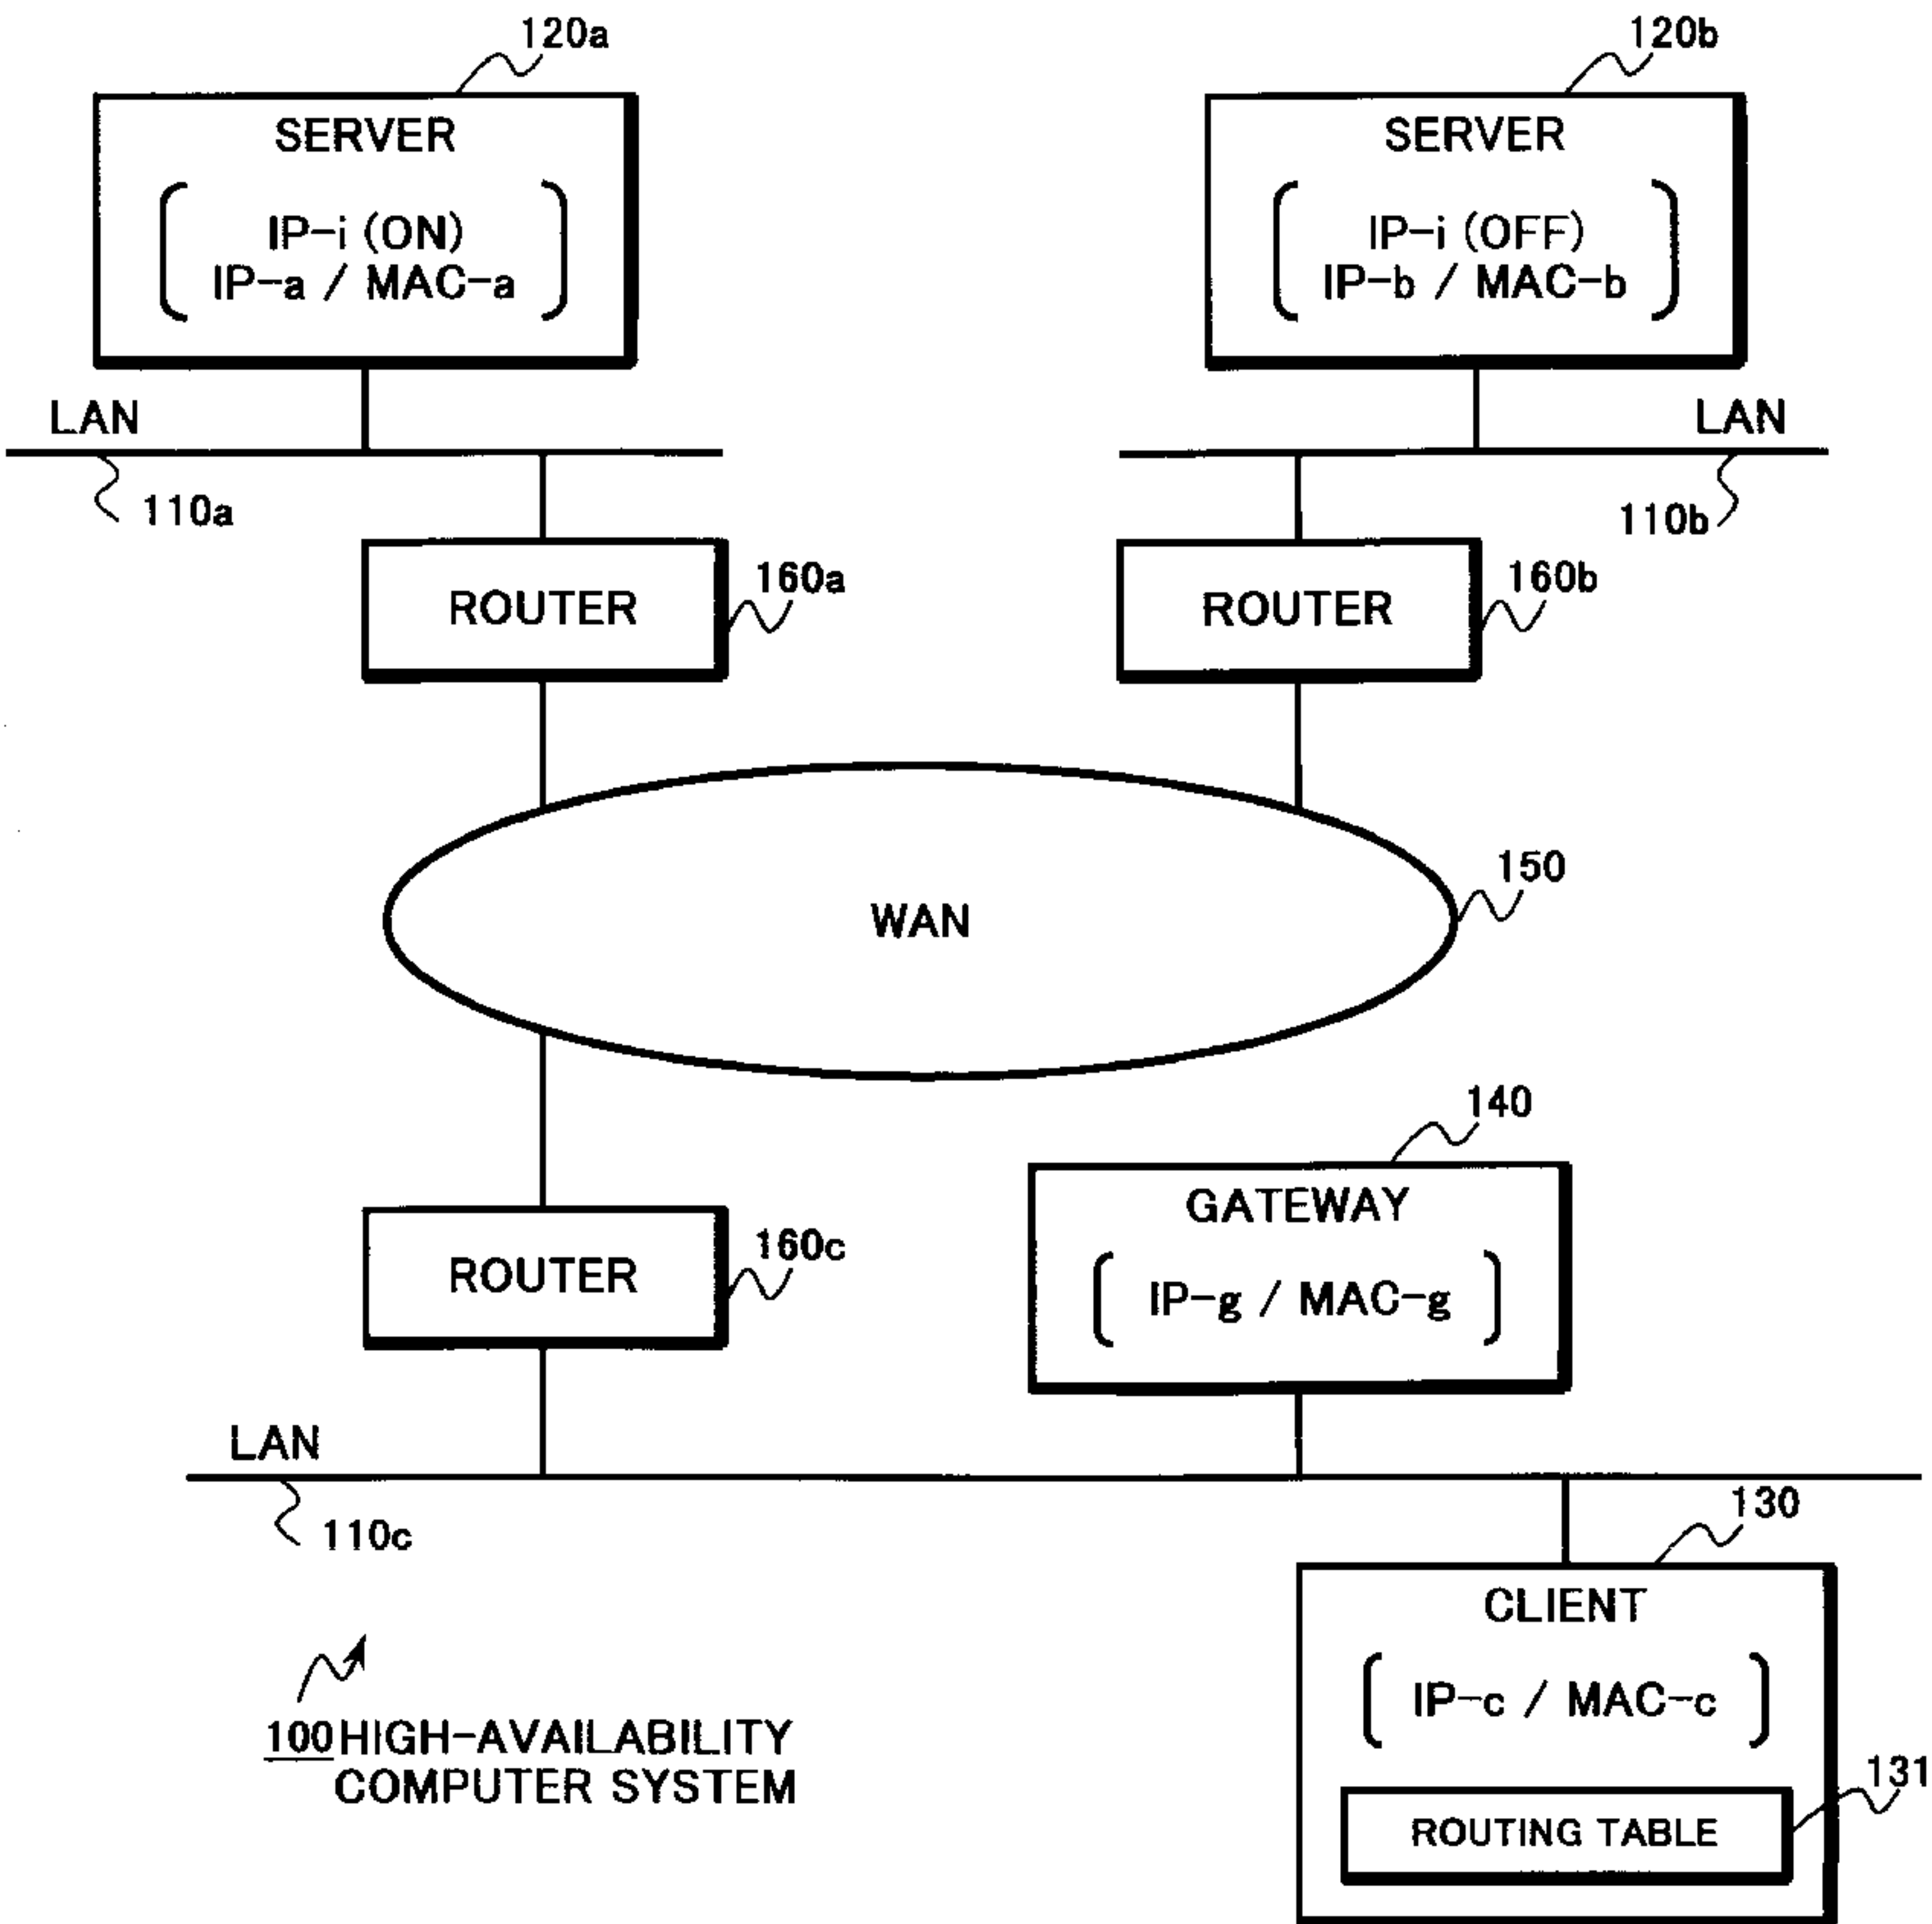 120a
120b
SERVER
IP-i (ON)
IP-a / MAC-a
SERVER
IP-i (OFF)
IP-b / MAC-b
LAN
LAN
110a
110b
ROUTER
160a
ROUTER
160b
WAN
150
140
GATEWAY
IP-g / MAC-g
ROUTER
160c
LAN
110c
130
CLIENT
IP-c / MAC-c
131
ROUTING TABLE
100 HIGH-AVAILABILITY
COMPUTER SYSTEM